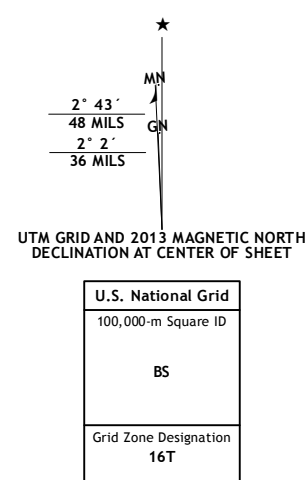 MN
GN
2° 43´
48 MILS
2° 2´
36 MILS
UTM GRID AND 2013 MAGNETIC NORTH
DECLINATION AT CENTER OF SHEET
U.S. National Grid
100,000-m Square ID
BS
Grid Zone Designation
16T